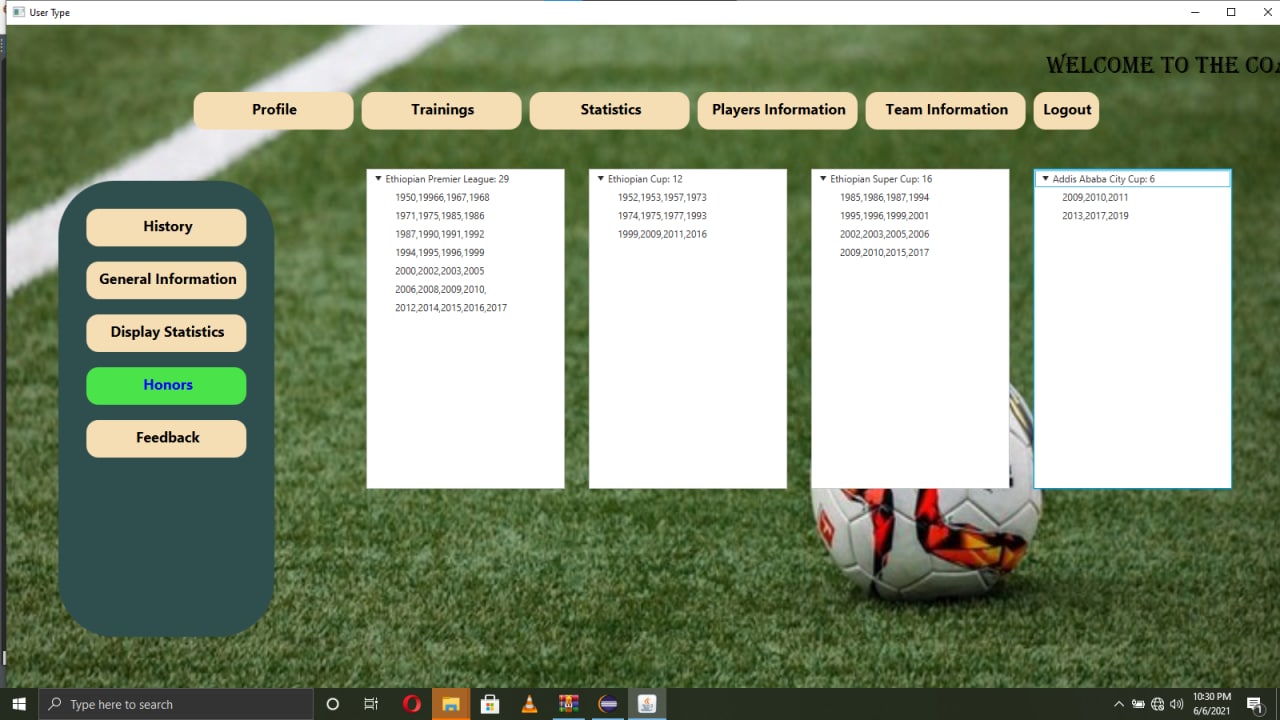 User Type
WELCOME TO THE
Profile
Trainings
Statistics
Players Information
Team Information
Logout
History
General Information
Display Statistics
Honors
Feedback
Ethiopian Premier League: 29
1950,19966,1967,1968
1971,1975,1985,1986
1987,1990,1991,1992
1994,1995,1996,1999
2000,2002,2003,2005
2006,2008,2009,2010,
2012,2014,2015,2016,2017
Ethiopian Cup: 12
1952,1953,1957,1973
1974,1975,1977,1993
1999,2009,2011,2016
Ethiopian Super Cup: 16
1985,1986,1987,1994
1995,1996,1999,2001
2002,2003,2005,2006
2009,2010,2015,2017
Addis Ababa City Cup: 6
2009,2010,2011
2013,2017,2019
Type here to search
10:30 PM
6/6/2021
1